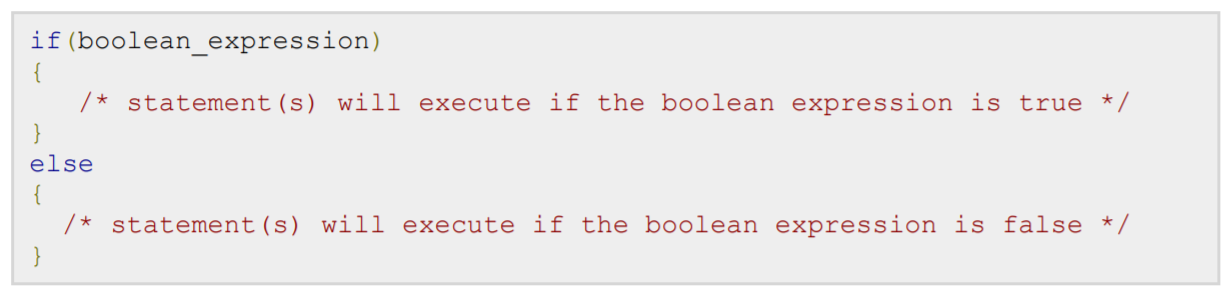 if(boolean_expression)
{
   /* statement(s) will execute if the boolean expression is true */
}
else
{
  /* statement(s) will execute if the boolean expression is false */
}